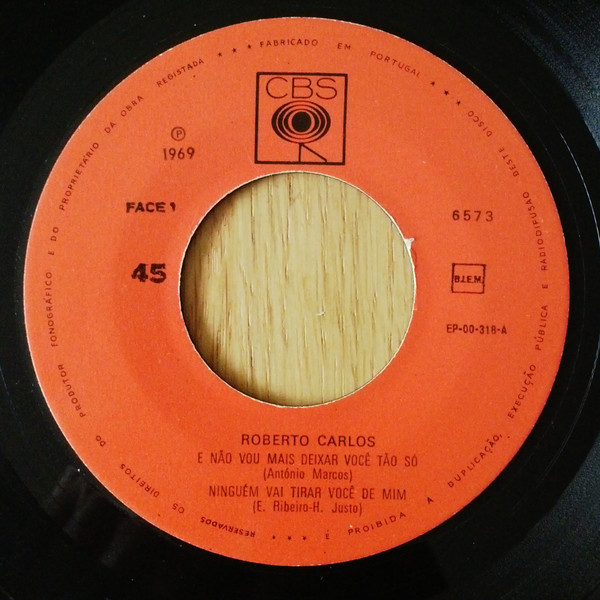 ★ ★ ★ FABRICADO EM PORTUGAL ★ ★ ★
CBS
℗
1969
FACE 1
6573
45
B.I.E.M.
EP-00-318-A
ROBERTO CARLOS
E NÃO VOU MAIS DEIXAR VOCÊ TÃO SÓ
(António Marcos)
NINGUÉM VAI TIRAR VOCÊ DE MIM
(E. Ribeiro-H. Justo)
RESERVADOS OS DIREITOS DO PRODUTOR FONOGRÁFICO E DO PROPRIETÁRIO DA OBRA REGISTADA
★ ★ ★ É PROIBIDA A DUPLICAÇÃO, EXECUÇÃO PÚBLICA E RADIODIFUSÃO DESTE DISCO